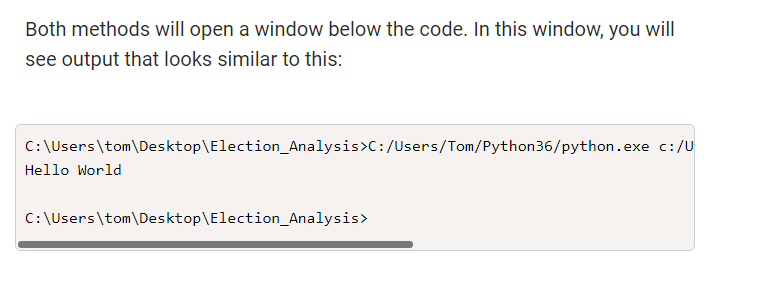 Both methods will open a window below the code. In this window, you will
see output that looks similar to this:
C:\Users\tom\Desktop\Election_Analysis>C:/Users/Tom/Python36/python.exe c:/U
Hello World
C:\Users\tom\Desktop\Election_Analysis>